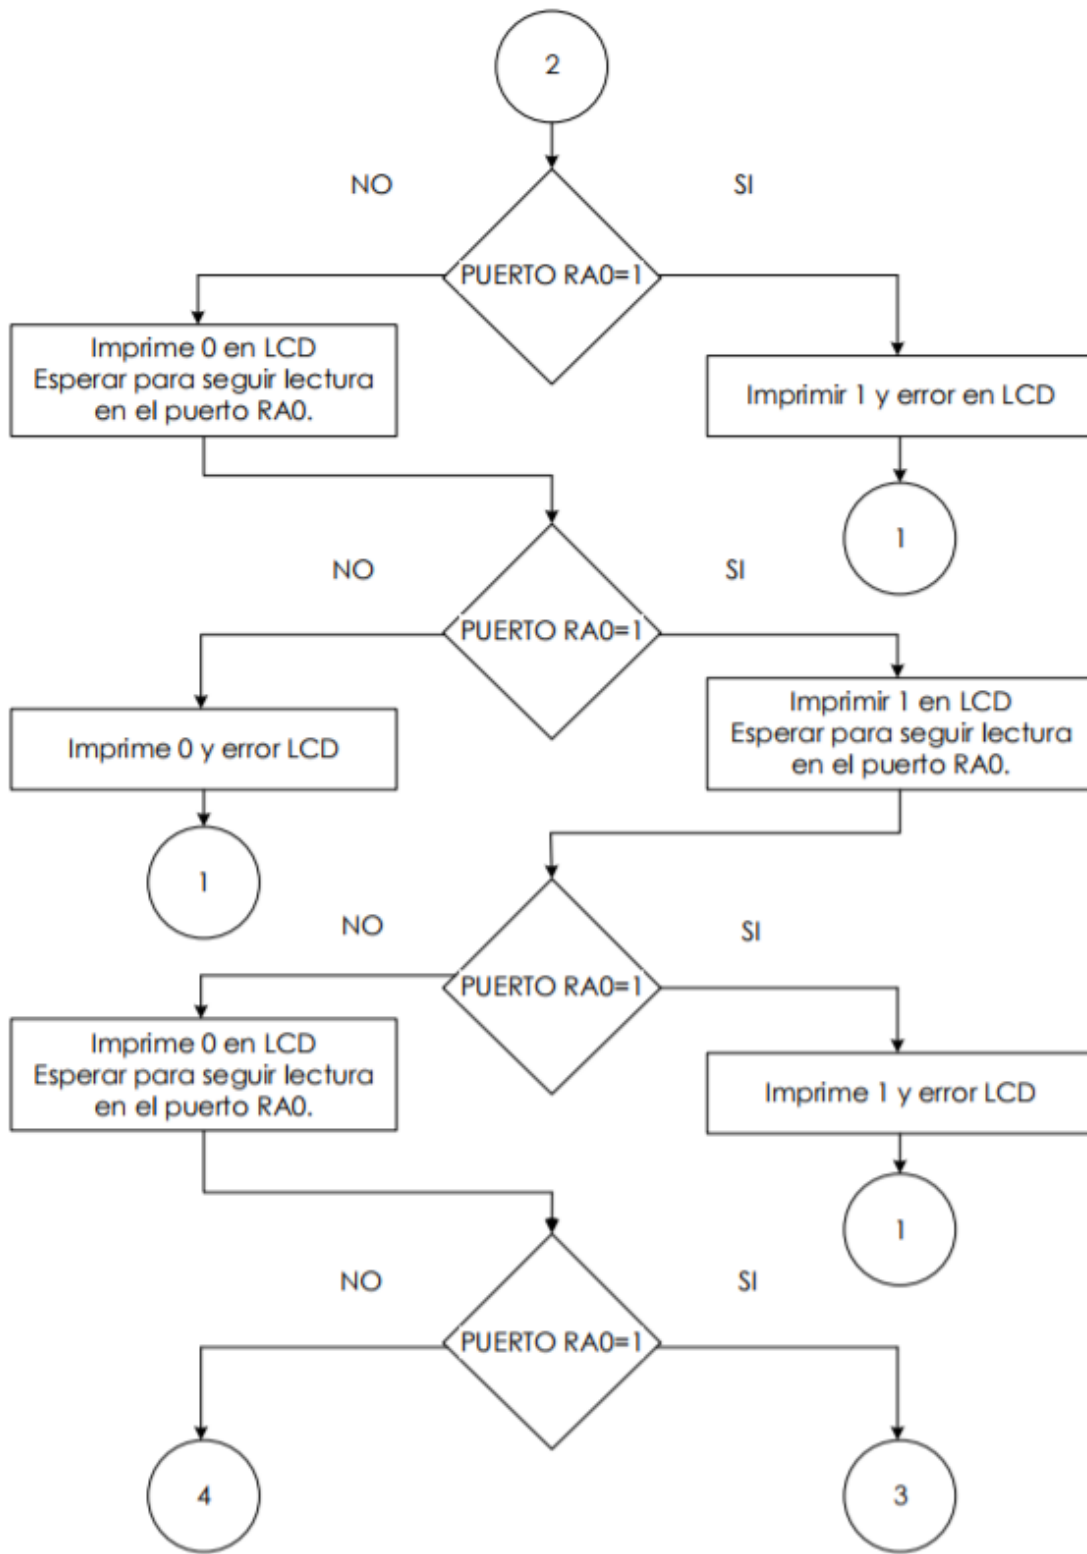 2
NO
SI
PUERTO RA0=1
Imprime 0 en LCD
Esperar para seguir lectura
en el puerto RA0.
Imprimir 1 y error en LCD
1
NO
SI
PUERTO RA0=1
Imprime 0 y error LCD
Imprimir 1 en LCD
Esperar para seguir lectura
en el puerto RA0.
1
NO
SI
PUERTO RA0=1
Imprime 0 en LCD
Esperar para seguir lectura
en el puerto RA0.
Imprime 1 y error LCD
1
NO
SI
PUERTO RA0=1
4
3